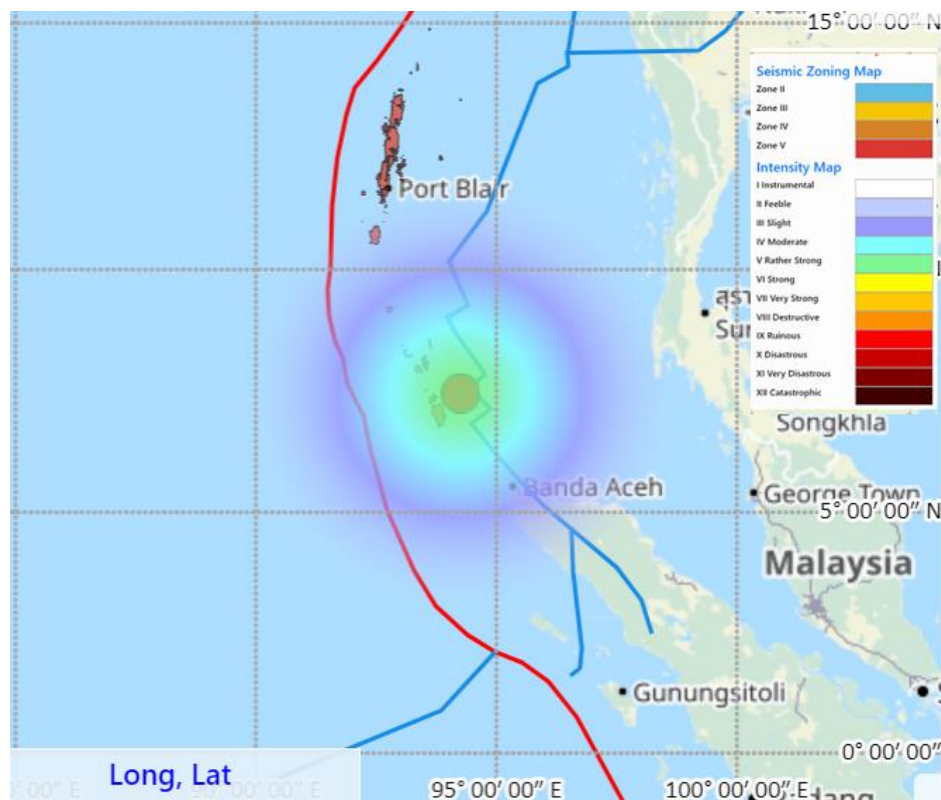 15° 00' 00" N
Seismic Zoning Map
Zone II
Zone III
Zone IV
Zone V
Intensity Map
I Instrumental
II Feeble
III Slight
IV Moderate
V Rather Strong
VI Strong
VII Very Strong
VIII Destructive
IX Ruinous
X Disastrous
XI Very Disastrous
XII Catastrophic
Port Blair
Songkhla
Banda Aceh
George Town
5° 00' 00" N
Malaysia
Gunungsitoli
0° 00' 00"
Long, Lat
95° 00' 00" E
100° 00' 00" E